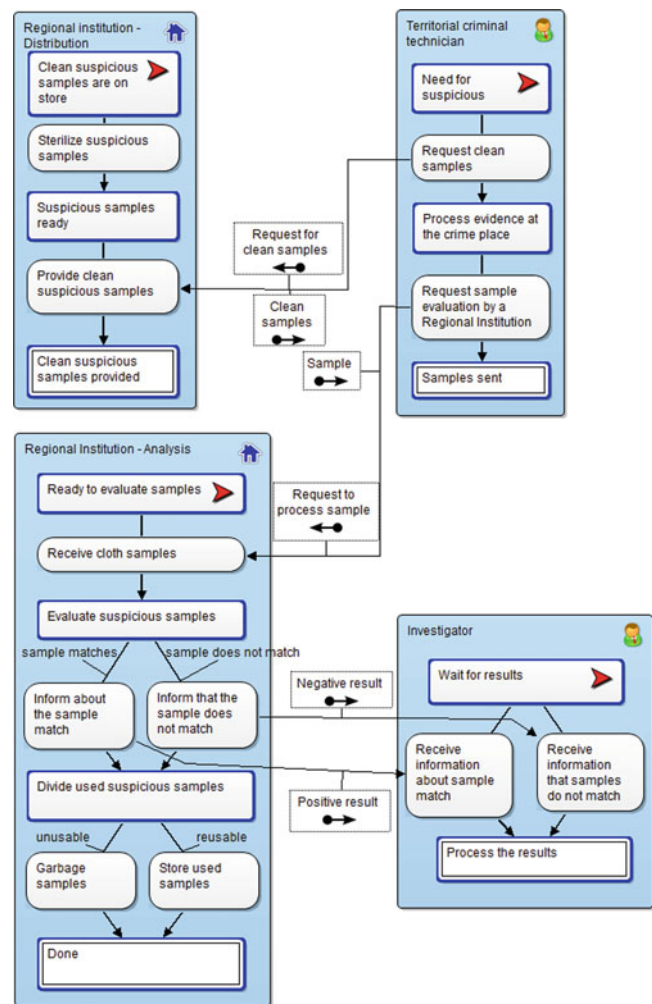 Regional institution -
Distribution
Clean suspicious
samples are on
store
Sterilize suspicious
samples
Suspicious samples
ready
Provide clean
suspicious samples
Clean suspicious
samples provided
Territorial criminal
technician
Need for
suspicious
Request clean
samples
Process evidence at
the crime place
Request sample
evaluation by a
Regional Institution
Samples sent
Request for
clean samples
Clean
samples
Sample
Regional Institution - Analysis
Ready to evaluate samples
Receive cloth samples
Evaluate suspicious samples
sample matches
sample does not match
Inform about
the sample
match
Inform that the
sample does
not match
Divide used suspicious samples
unusable
reusable
Garbage
samples
Store used
samples
Done
Request to
process sample
Negative result
Positive result
Investigator
Wait for results
Receive
information
about sample
match
Receive
information
that samples
do not match
Process the results